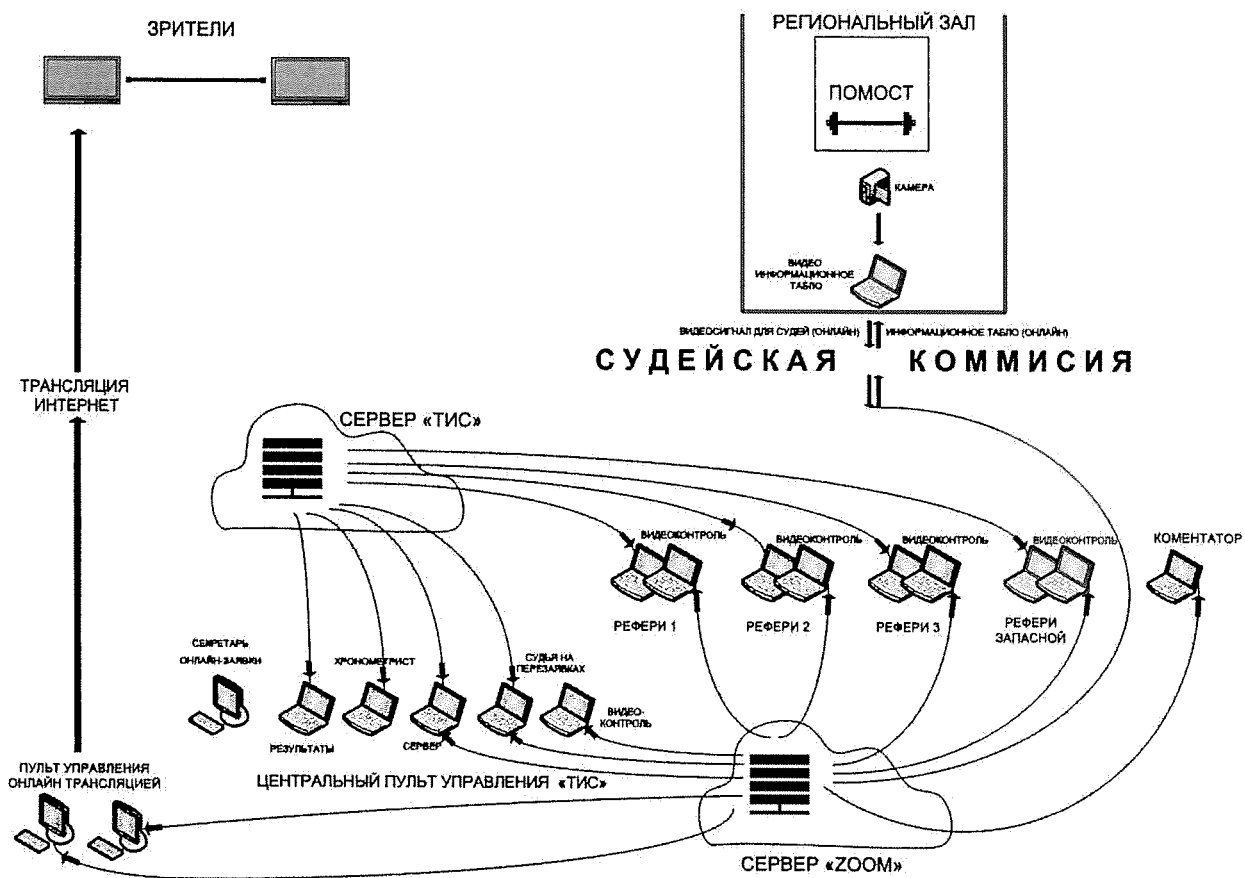 ЗРИТЕЛИ
РЕГИОНАЛЬНЫЙ ЗАЛ
ПОМОСТ
КАМЕРА
ВИДЕО
ИНФОРМАЦИОННОЕ
ТАБЛО
ВИДЕОСИГНАЛ ДЛЯ СУДЕЙ (ОНЛАЙН)
ИНФОРМАЦИОННОЕ ТАБЛО (ОНЛАЙН)
СУДЕЙСКАЯ КОММИСИЯ
ТРАНСЛЯЦИЯ
ИНТЕРНЕТ
СЕРВЕР «ТИС»
ВИДЕОКОНТРОЛЬ
ВИДЕОКОНТРОЛЬ
ВИДЕОКОНТРОЛЬ
ВИДЕОКОНТРОЛЬ
КОМЕНТАТОР
РЕФЕРИ 1
РЕФЕРИ 2
РЕФЕРИ 3
РЕФЕРИ
ЗАПАСНОЙ
СЕКРЕТАРЬ
ОНЛАЙН-ЗАЯВКИ
ХРОНОМЕТРИСТ
СУДЬЯ НА
ПЕРЕЗАЯВКАХ
ВИДЕО-
КОНТРОЛЬ
РЕЗУЛЬТАТЫ
СЕРВЕР
ПУЛЬТ УПРАВЛЕНИЯ
ОНЛАЙН ТРАНСЛЯЦИЕЙ
ЦЕНТРАЛЬНЫЙ ПУЛЬТ УПРАВЛЕНИЯ «ТИС»
СЕРВЕР «ZOOM»